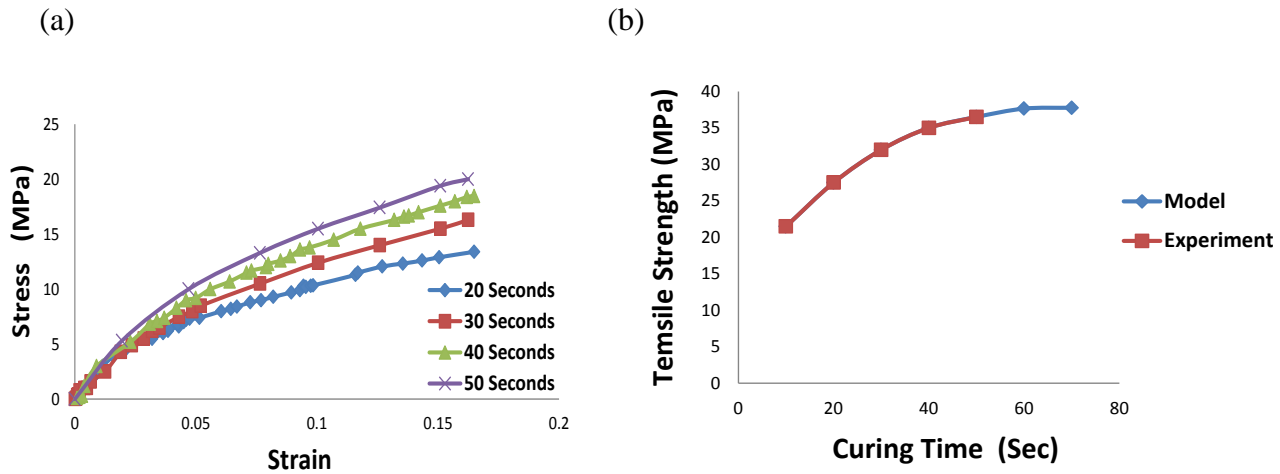 (a)
25
20
15
10
5
0
Stress (MPa)
0
0.05
0.1
0.15
0.2
Strain
20 Seconds
30 Seconds
40 Seconds
50 Seconds
(b)
40
35
30
25
20
15
10
5
0
Temsile Strength (MPa)
0
20
40
60
80
Curing Time (Sec)
Model
Experiment